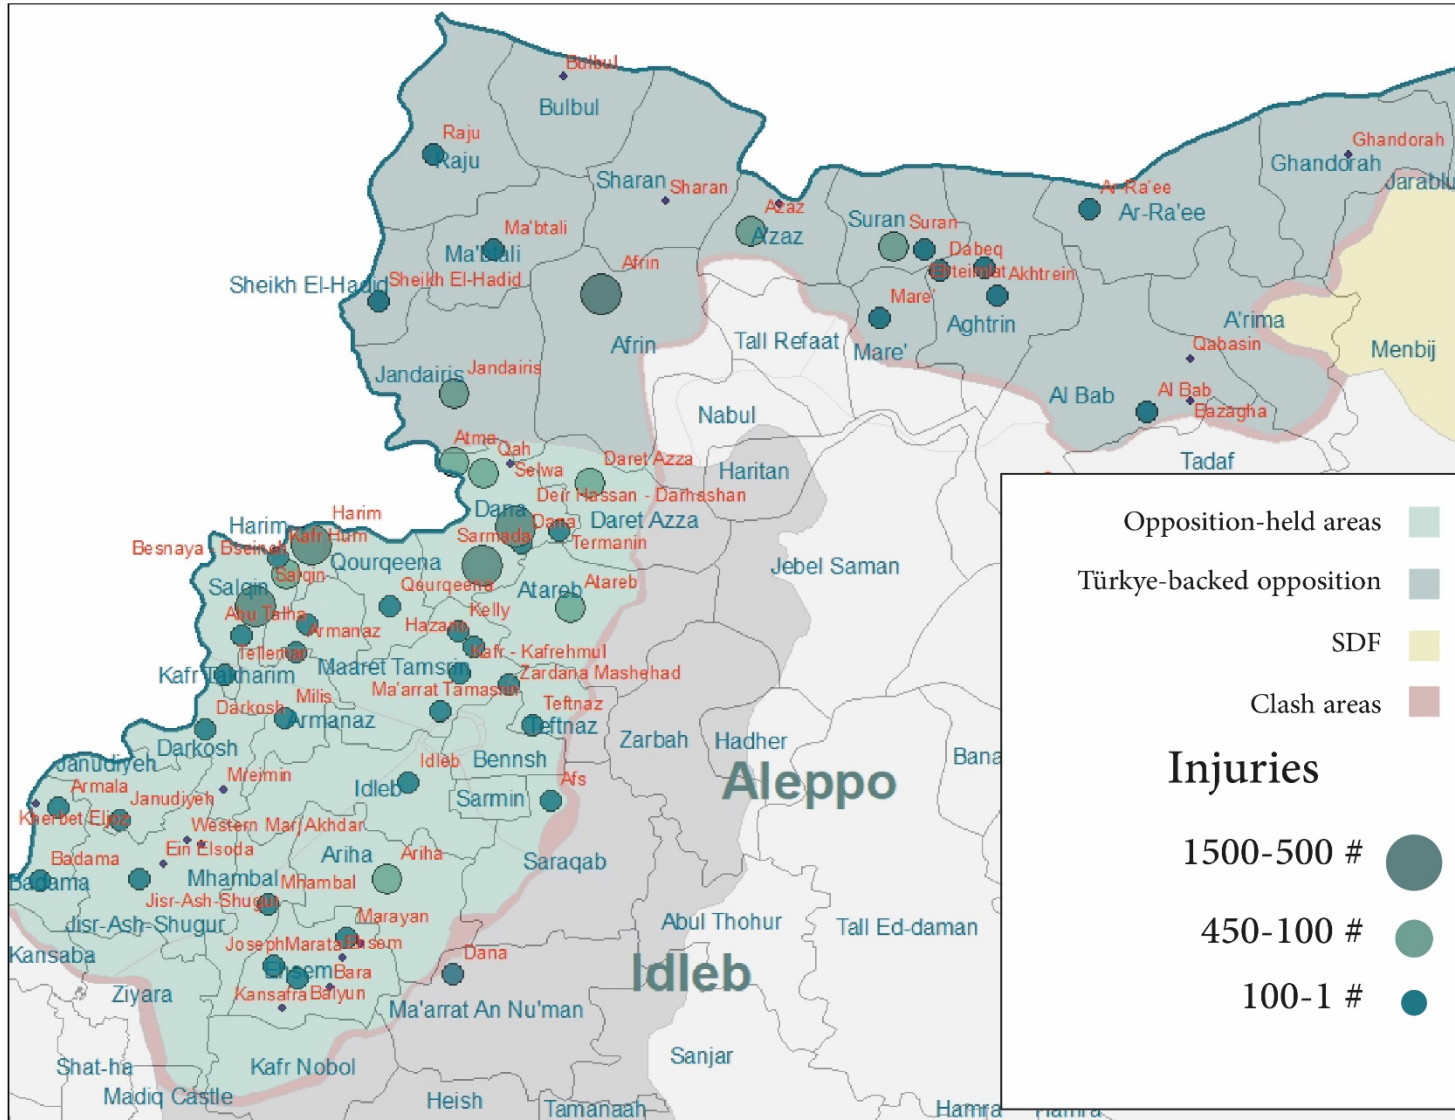 Bulbul
Bulbul
Raju
Raju
Sharan
Sharan
Ghandorah
Ghandorah
Jarablu
Ar-Ra'ee
Ar-Ra'ee
Azaz
A'zaz
Suran
Suran
Ma'btali
Ma'btali
Dabeq
Akhtrein
Sheikh El-Hadid
Sheikh El-Hadid
Afrin
Afrin
Mare'
Mare'
Aghtrin
A'rima
Tall Refaat
Qabasin
Menbij
Jandairis
Jandairis
Al Bab
Al Bab
Bazagha
Nabul
Tadaf
Atma
Qah
Selwa
Daret Azza
Haritan
Deir Hassan - Darhashan
Dana
Dana
Daret Azza
Harim
Harim
Kafr Hum
Sarmada
Termanin
Besnaya - Bseineh
Qourqeena
Salqin
Salqin
Qourqeena
Atareb
Atareb
Jebel Saman
Abu Talha
Armanaz
Hazano
Kelly
Tellemar
Kafr - Kafrehmul
Kafr Takharim
Maaret Tamsrin
Zardana Mashehad
Ma'arrat Tamasrin
Milis
Armanaz
Darkosh
Darkosh
Teftnaz
Teftnaz
Zarbah
Hadher
Bana
Janudiyeh
Bennsh
Aleppo
Armala
Mreimin
Idleb
Idleb
Afs
Sarmin
Janudiyeh
Kherbet Eljoz
Western Marj Akhdar
Ein Elsoda
Badama
Badama
Ariha
Ariha
Saraqab
Mhambal
Mhambal
Jisr-Ash-Shugur
Jisr-Ash-Shugur
Marayan
Abul Thohur
Tall Ed-daman
Kansaba
Joseph
Marata
Ehsem
Ehsem
Bara
Dana
Idleb
Ziyara
Kansafra
Balyun
Ma'arrat An Nu'man
Shat-ha
Kafr Nobol
Sanjar
Madiq Castle
Heish
Tamanaah
Hamra
Hamra
Opposition-held areas
Türkye-backed opposition
SDF
Clash areas
Injuries
1500-500 #
450-100 #
100-1 #